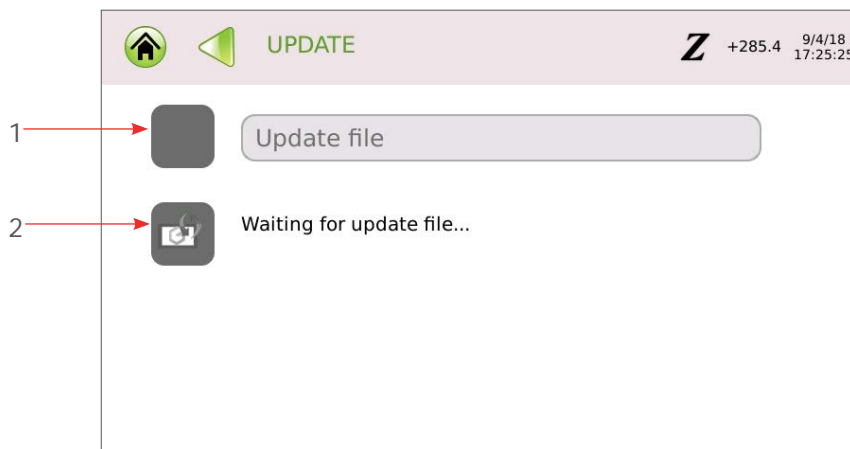 UPDATE
Z +285.4 9/4/18
17:25:25
1 Update file
2 Waiting for update file...